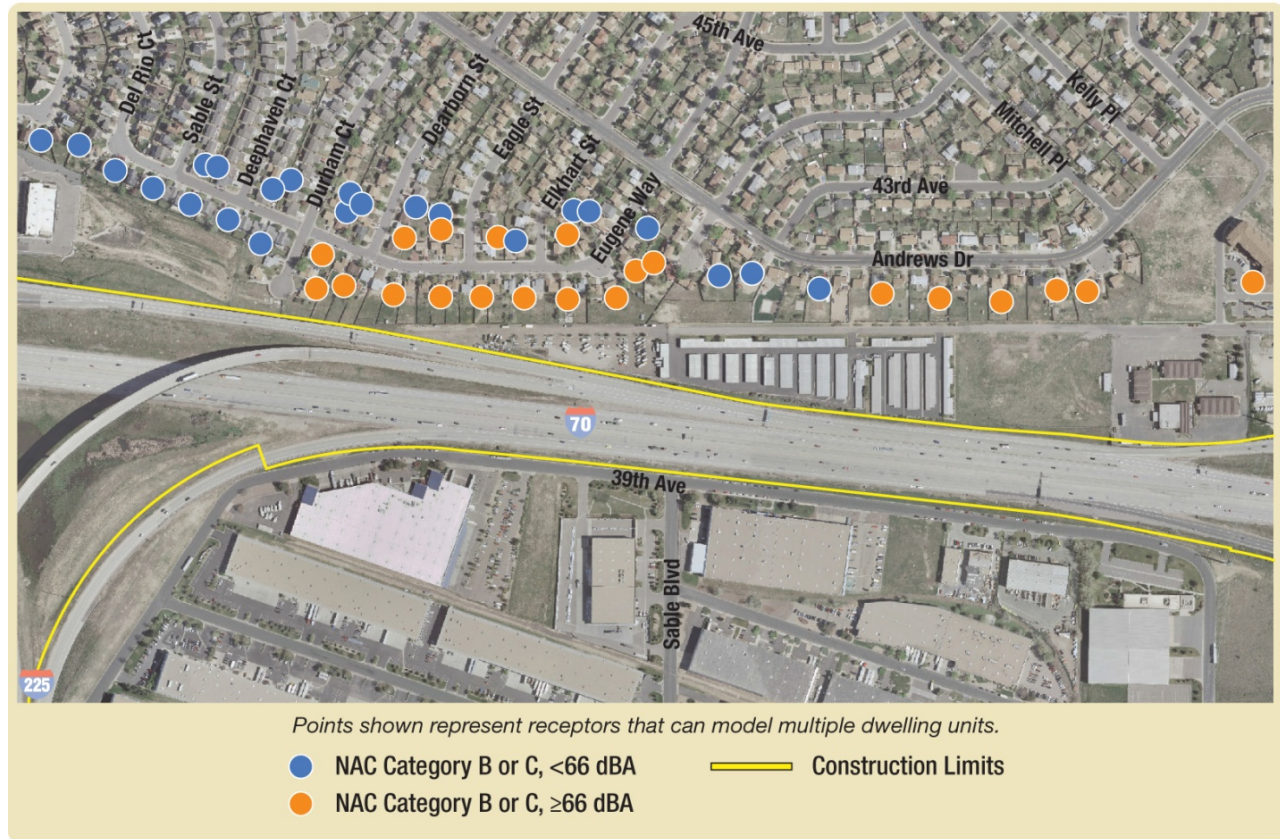 45th Ave
Del Rio Ct
Sable St
Deephaven Ct
Durham Ct
Dearborn St
Eagle St
Elkhart St
Eugene Way
Kelly Pl
Mitchell Pl
43rd Ave
Andrews Dr
70
39th Ave
Sable Blvd
225
Points shown represent receptors that can model multiple dwelling units.
NAC Category B or C, <66 dBA
Construction Limits
NAC Category B or C, ≥66 dBA